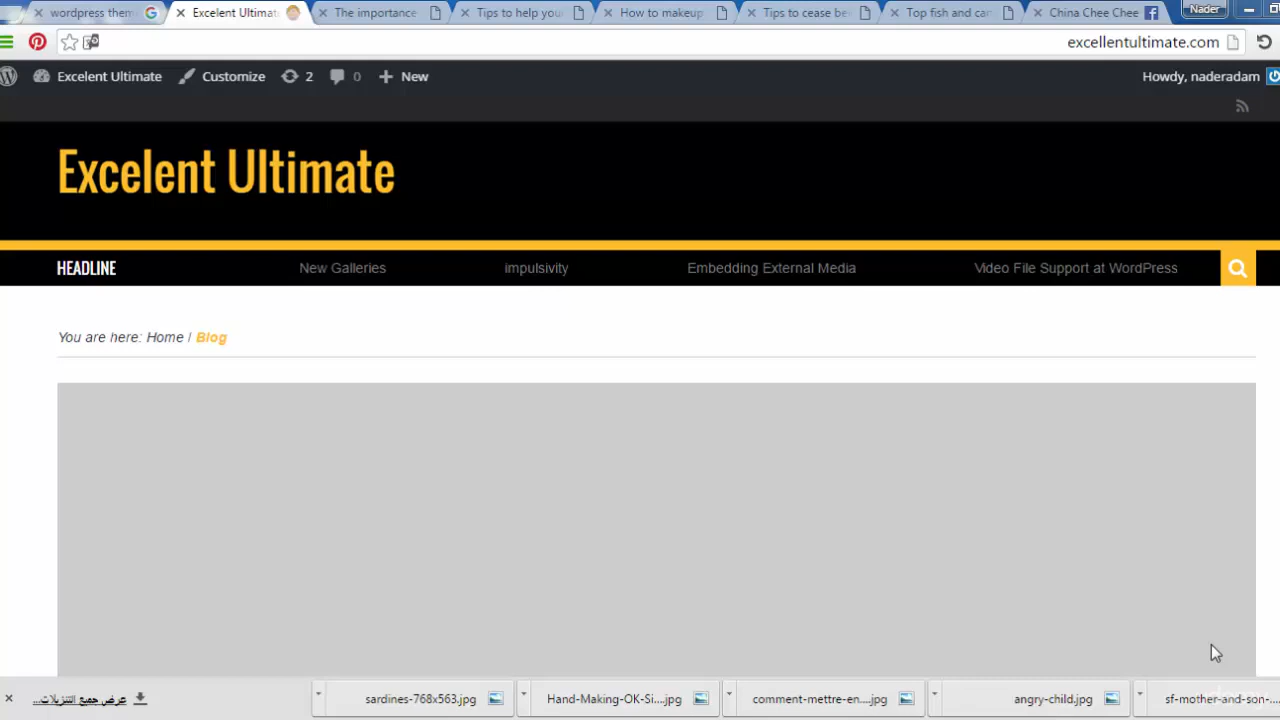 wordpress them
Excelent Ultimate
The importance
Tips to help your
How to makeup
Tips to cease be
Top fish and car
China Chee Chee
Nader
excellentultimate.com
Excelent Ultimate
Customize
2
0
New
Howdy, naderadam
Excelent Ultimate
HEADLINE
New Galleries
impulsivity
Embedding External Media
Video File Support at WordPress
You are here: Home / Blog
عرض جميع التنزيلات...
sardines-768x563.jpg
Hand-Making-OK-Si....jpg
comment-mettre-en....jpg
angry-child.jpg
sf-mother-and-son-...